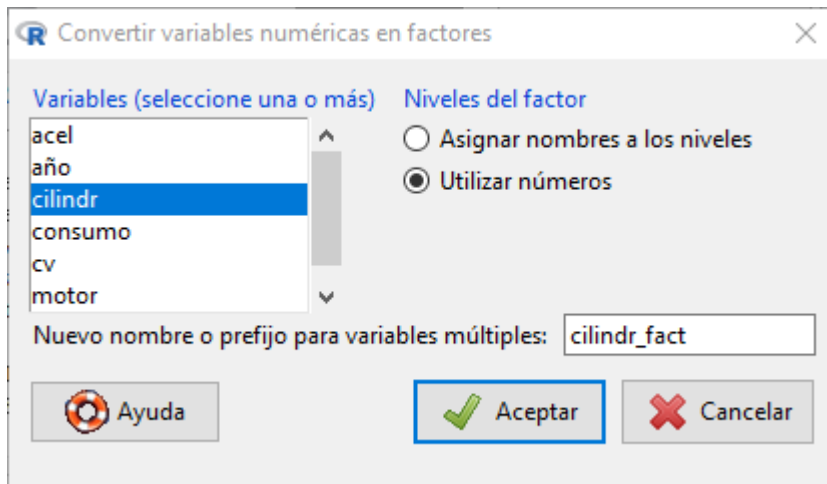 Convertir variables numéricas en factores
Variables (seleccione una o más)
acel
año
cilindr
consumo
cv
motor
Niveles del factor
Asignar nombres a los niveles
Utilizar números
Nuevo nombre o prefijo para variables múltiples: cilindr_fact
Ayuda
Aceptar
Cancelar